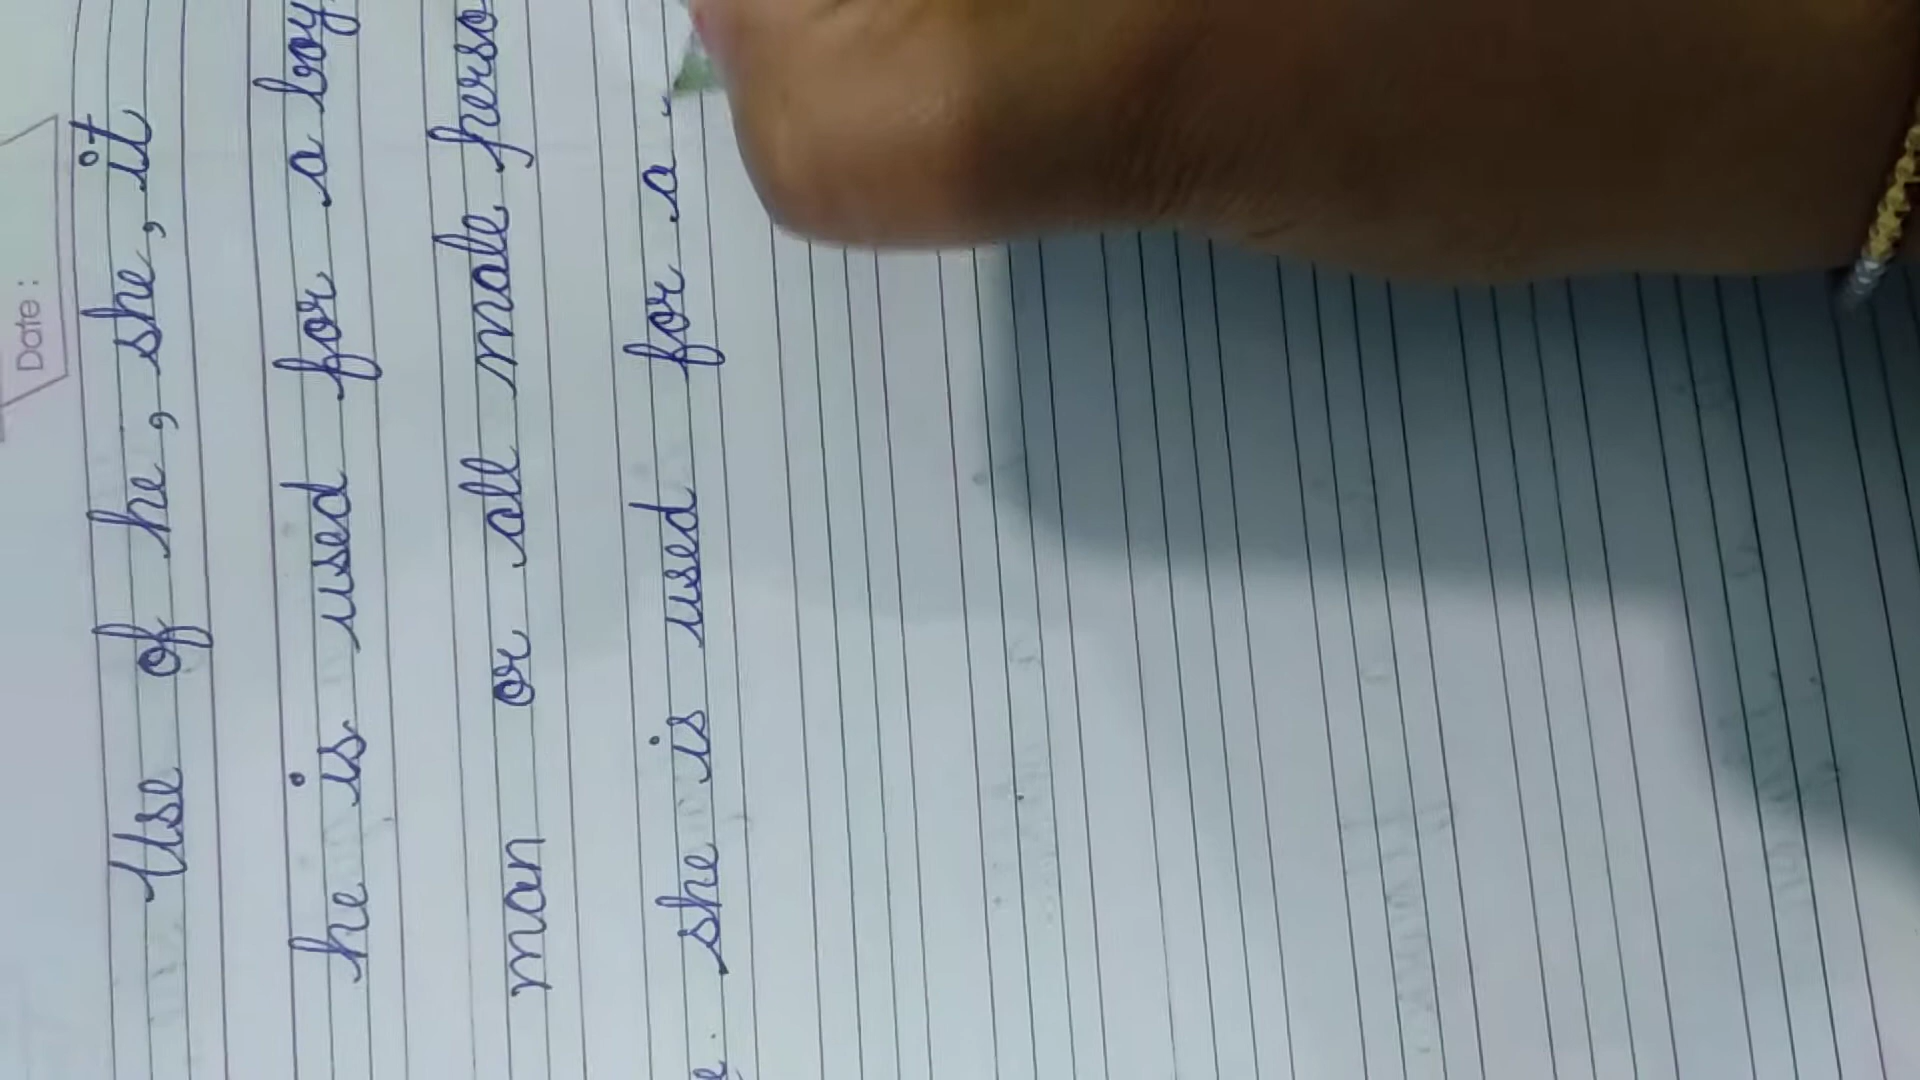 Date :
Use of he, she, it
he is used for a boy
man or all male perso
she is used for a